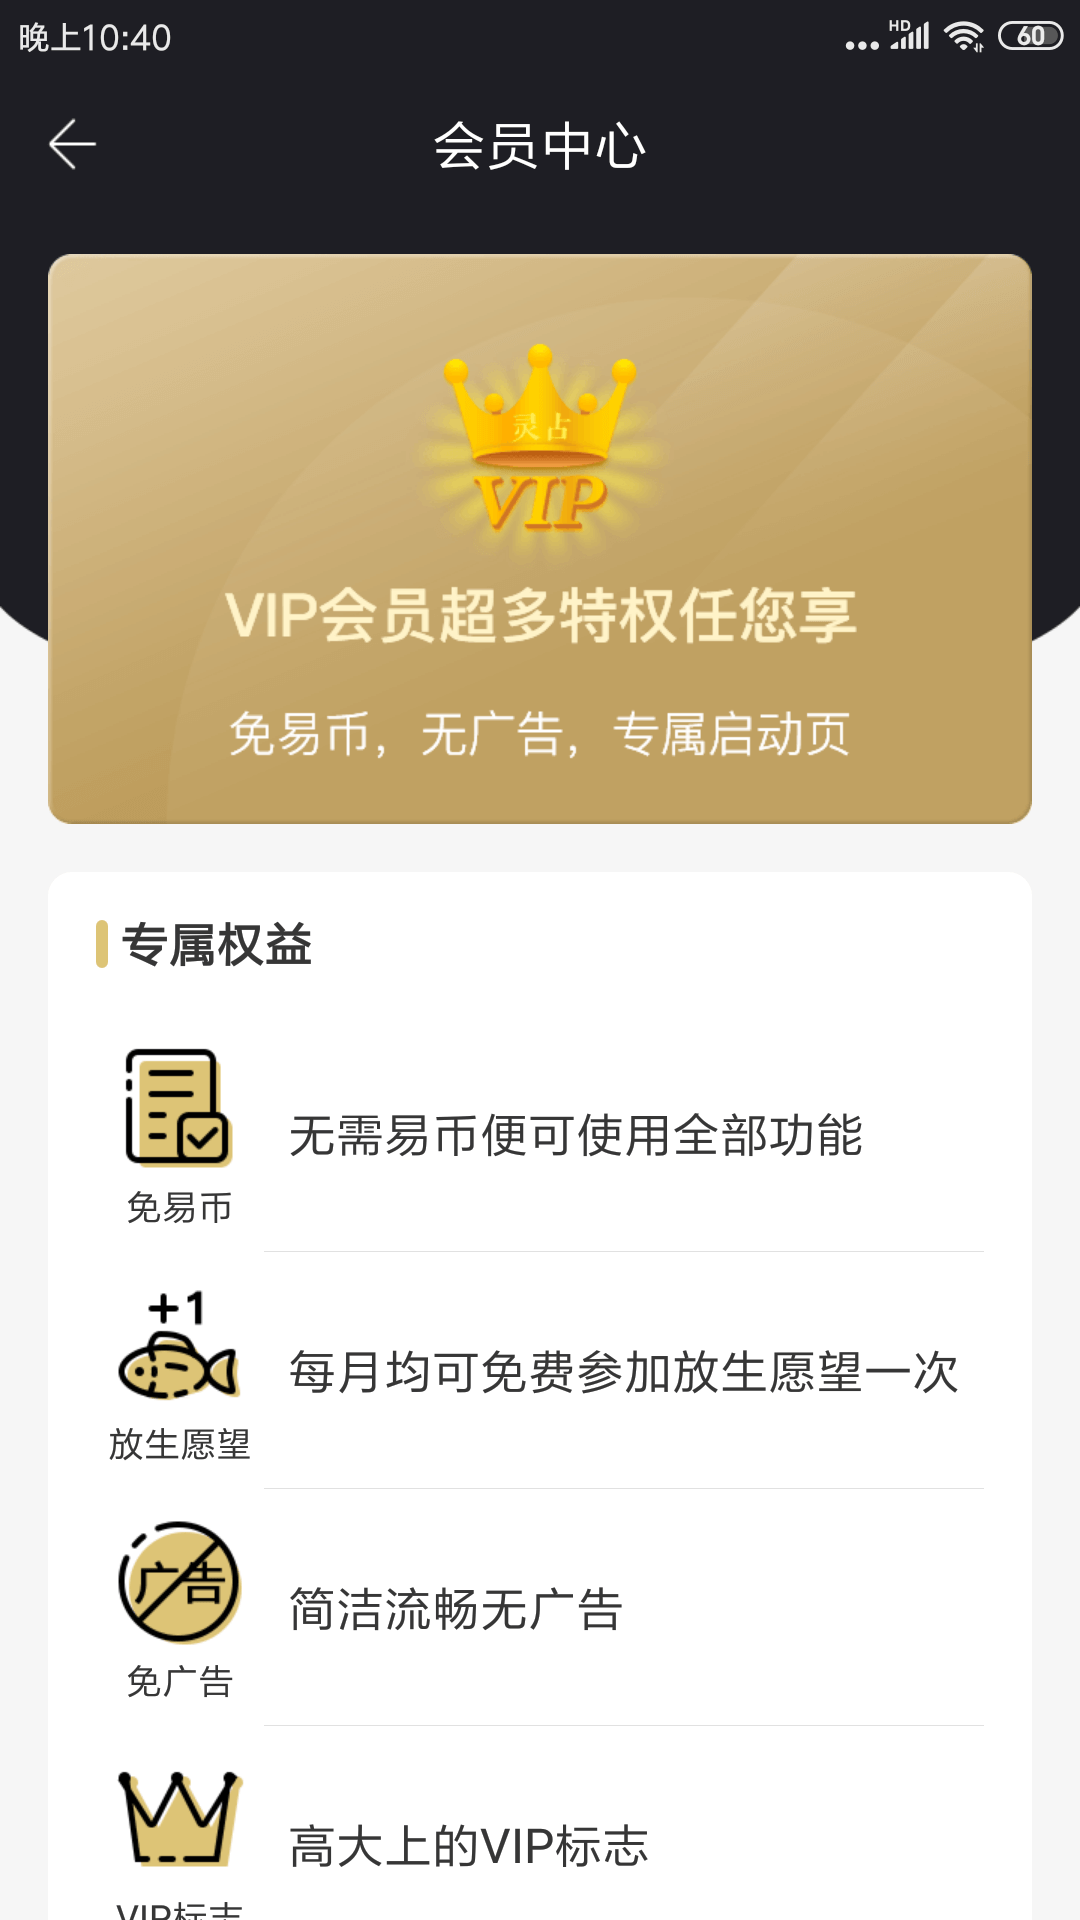 晚上10:40
HD
60
会员中心
灵占
VIP
VIP会员超多特权任您享
免易币，无广告，专属启动页
专属权益
无需易币便可使用全部功能
免易币
+1
每月均可免费参加放生愿望一次
放生愿望
广告
简洁流畅无广告
免广告
高大上的VIP标志
VIP标志